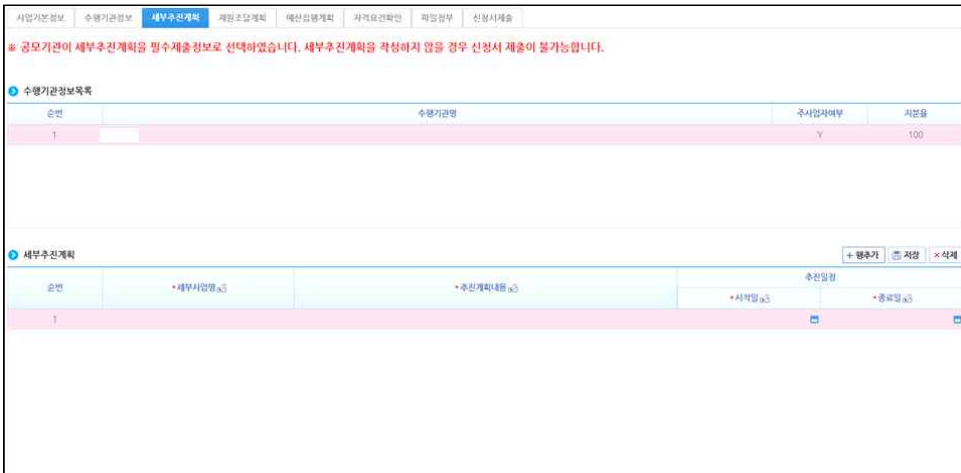 사업기본정보 수행기관정보 세부추진계획 재원조달계획 예산집행계획 자격요건확인 파일첨부 신청서제출
※ 공모기관이 세부추진계획을 필수제출정보로 선택하였습니다. 세부추진계획을 작성하지 않을 경우 신청서 제출이 불가능합니다.
수행기관정보목록
순번 수행기관명 주사업자여부 지분율
1 Y 100
세부추진계획 +행추가 저장 ×삭제
순번 *세부사업명 *추진계획내용 추진일정
*시작일 *종료일
1